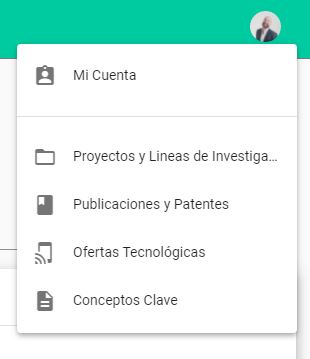 Mi Cuenta
Proyectos y Lineas de Investiga...
Publicaciones y Patentes
Ofertas Tecnológicas
Conceptos Clave